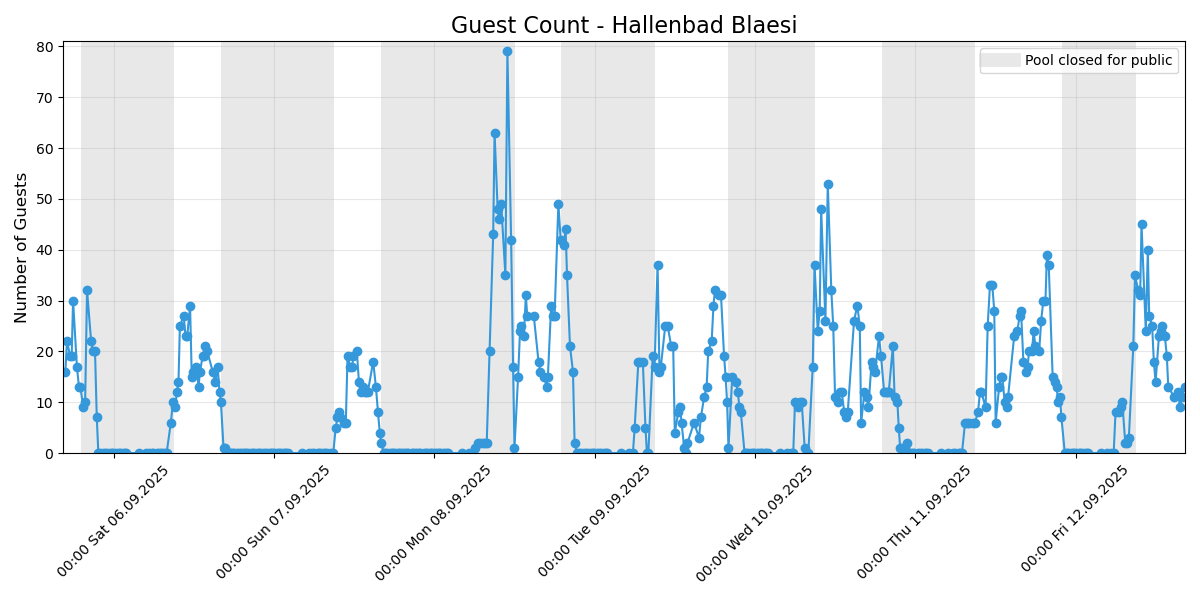 Guest Count - Hallenbad Blaesi
Pool closed for public
Number of Guests
80
70
60
50
40
30
20
10
0
00:00 Sat 06.09.2025
00:00 Sun 07.09.2025
00:00 Mon 08.09.2025
00:00 Tue 09.09.2025
00:00 Wed 10.09.2025
00:00 Thu 11.09.2025
00:00 Fri 12.09.2025